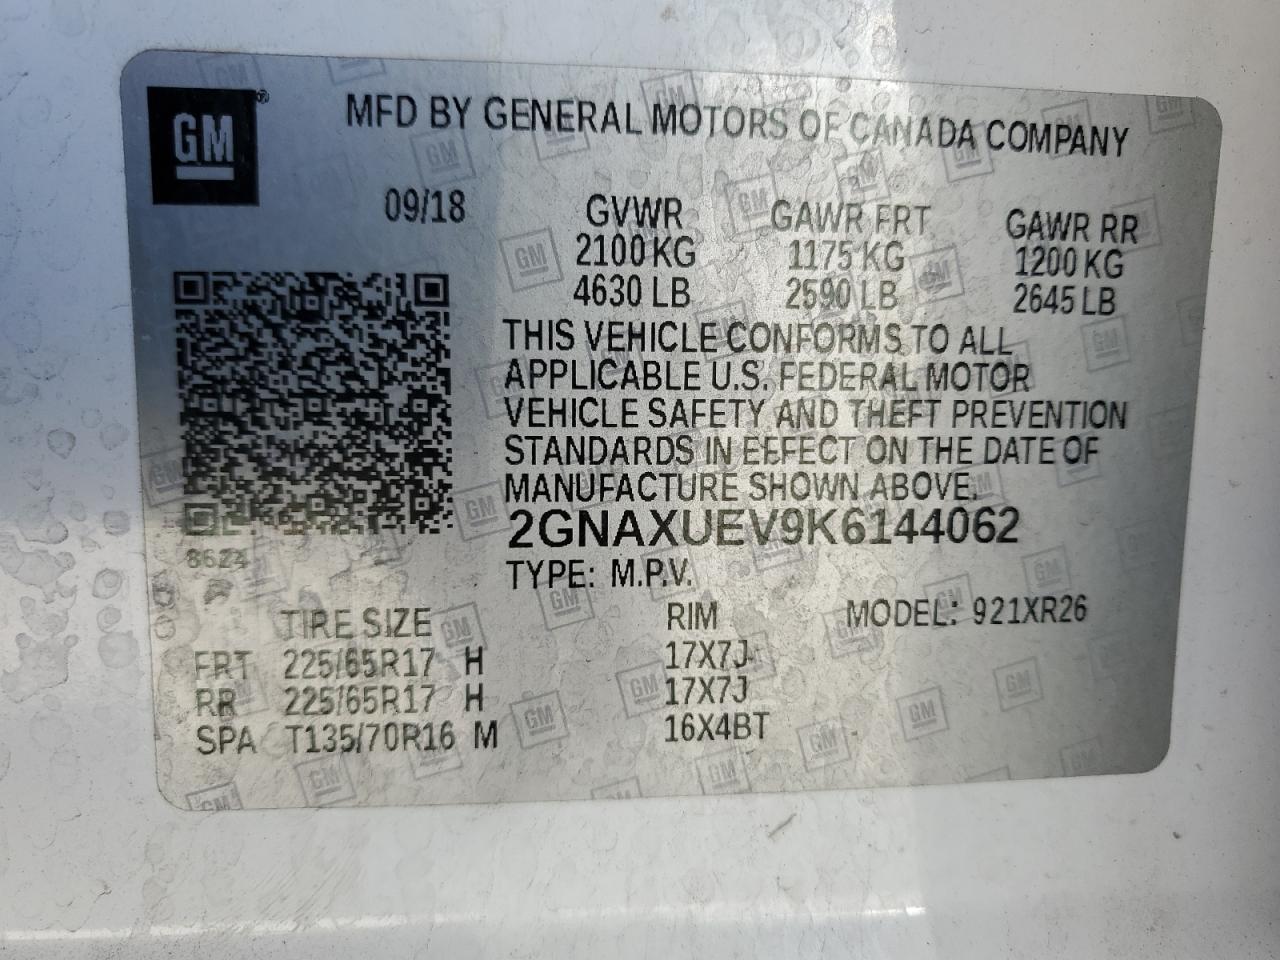 GM®
MFD BY GENERAL MOTORS OF CANADA COMPANY
09/18
GVWR GAWR FRT GAWR RR
2100 KG 1175 KG 1200 KG
4630 LB 2590 LB 2645 LB
THIS VEHICLE CONFORMS TO ALL
APPLICABLE U.S. FEDERAL MOTOR
VEHICLE SAFETY AND THEFT PREVENTION
STANDARDS IN EFFECT ON THE DATE OF
MANUFACTURE SHOWN ABOVE.
2GNAXUEV9K6144062
8624
TYPE: M.P.V.
TIRE SIZE RIM MODEL: 921XR26
FRT 225/65R17 H 17X7J
RR 225/65R17 H 17X7J
SPA T135/70R16 M 16X4BT